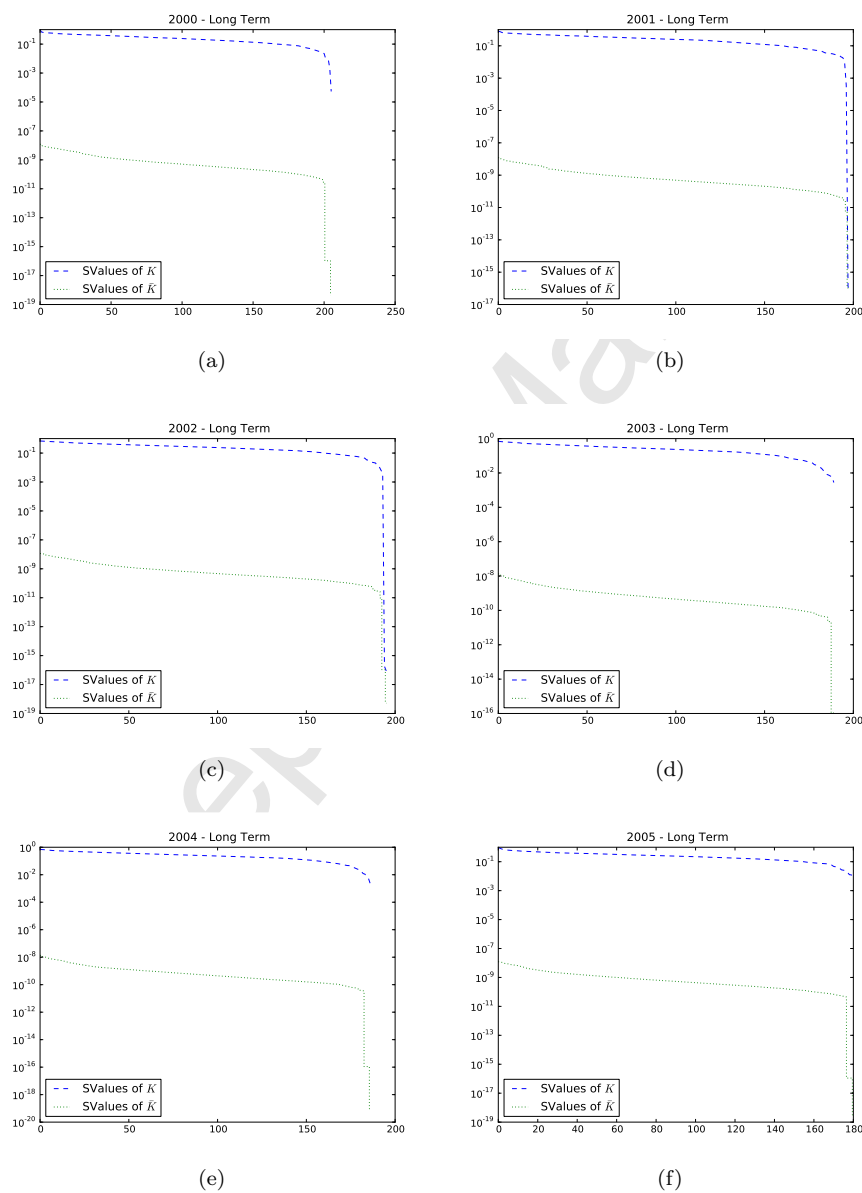 2000 - Long Term
10^-1
10^-3
10^-5
10^-7
10^-9
10^-11
10^-13
10^-15
10^-17
10^-19
0 50 100 150 200 250
SValues of K
SValues of K̄
(a)
2001 - Long Term
10^-1
10^-3
10^-5
10^-7
10^-9
10^-11
10^-13
10^-15
10^-17
0 50 100 150 200
SValues of K
SValues of K̄
(b)
2002 - Long Term
10^-1
10^-3
10^-5
10^-7
10^-9
10^-11
10^-13
10^-15
10^-17
10^-19
0 50 100 150 200
SValues of K
SValues of K̄
(c)
2003 - Long Term
10^0
10^-2
10^-4
10^-6
10^-8
10^-10
10^-12
10^-14
10^-16
0 50 100 150 200
SValues of K
SValues of K̄
(d)
2004 - Long Term
10^0
10^-2
10^-4
10^-6
10^-8
10^-10
10^-12
10^-14
10^-16
10^-18
10^-20
0 50 100 150 200
SValues of K
SValues of K̄
(e)
2005 - Long Term
10^-1
10^-3
10^-5
10^-7
10^-9
10^-11
10^-13
10^-15
10^-17
10^-19
0 20 40 60 80 100 120 140 160 180
SValues of K
SValues of K̄
(f)